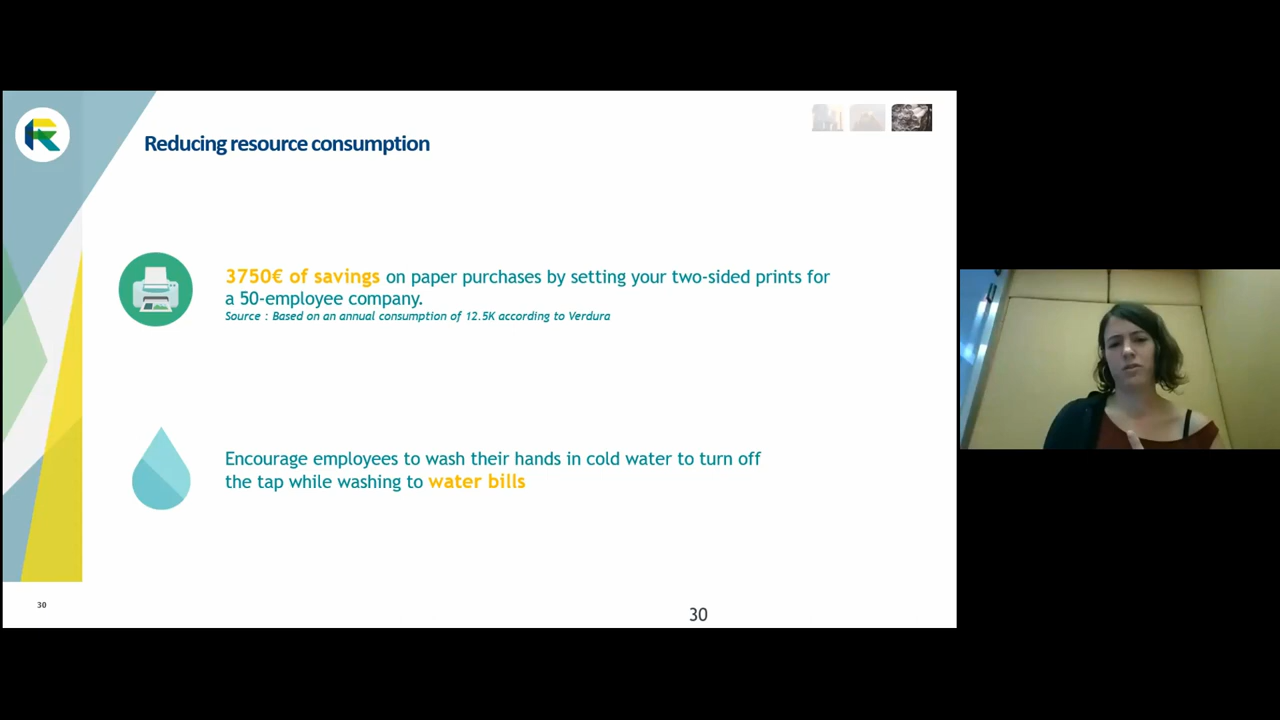 Reducing resource consumption
3750€ of savings on paper purchases by setting your two-sided prints for
a 50-employee company.
Source : Based on an annual consumption of 12.5K according to Verdura
Encourage employees to wash their hands in cold water to turn off
the tap while washing to water bills
30
30